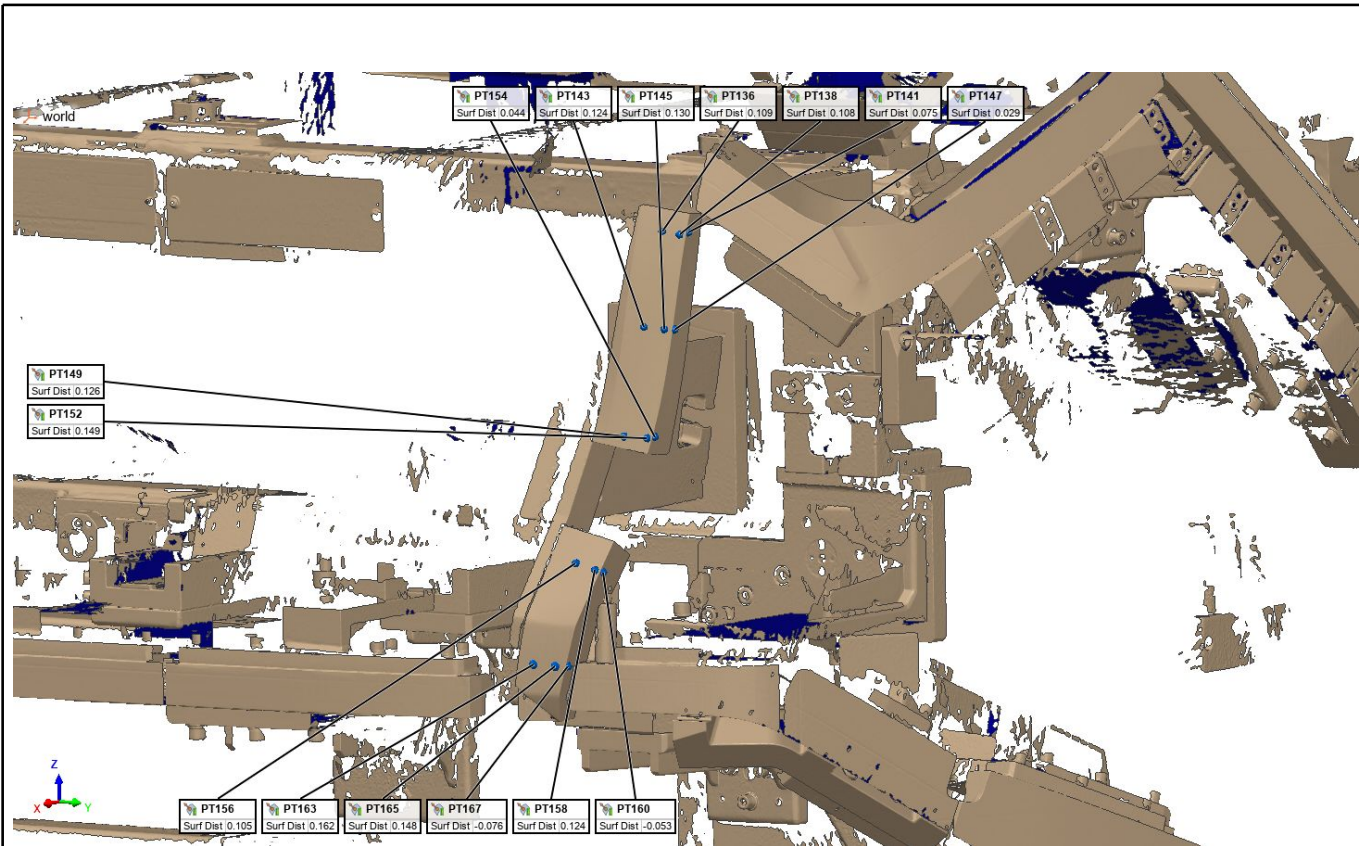 PT154
Surf Dist 0.044
PT143
Surf Dist 0.124
PT145
Surf Dist 0.130
PT136
Surf Dist 0.109
PT138
Surf Dist 0.108
PT141
Surf Dist 0.075
PT147
Surf Dist 0.029
world
PT149
Surf Dist 0.126
PT152
Surf Dist 0.149
Z
X
Y
PT156
Surf Dist 0.105
PT163
Surf Dist 0.162
PT165
Surf Dist 0.148
PT167
Surf Dist -0.076
PT158
Surf Dist 0.124
PT160
Surf Dist -0.053